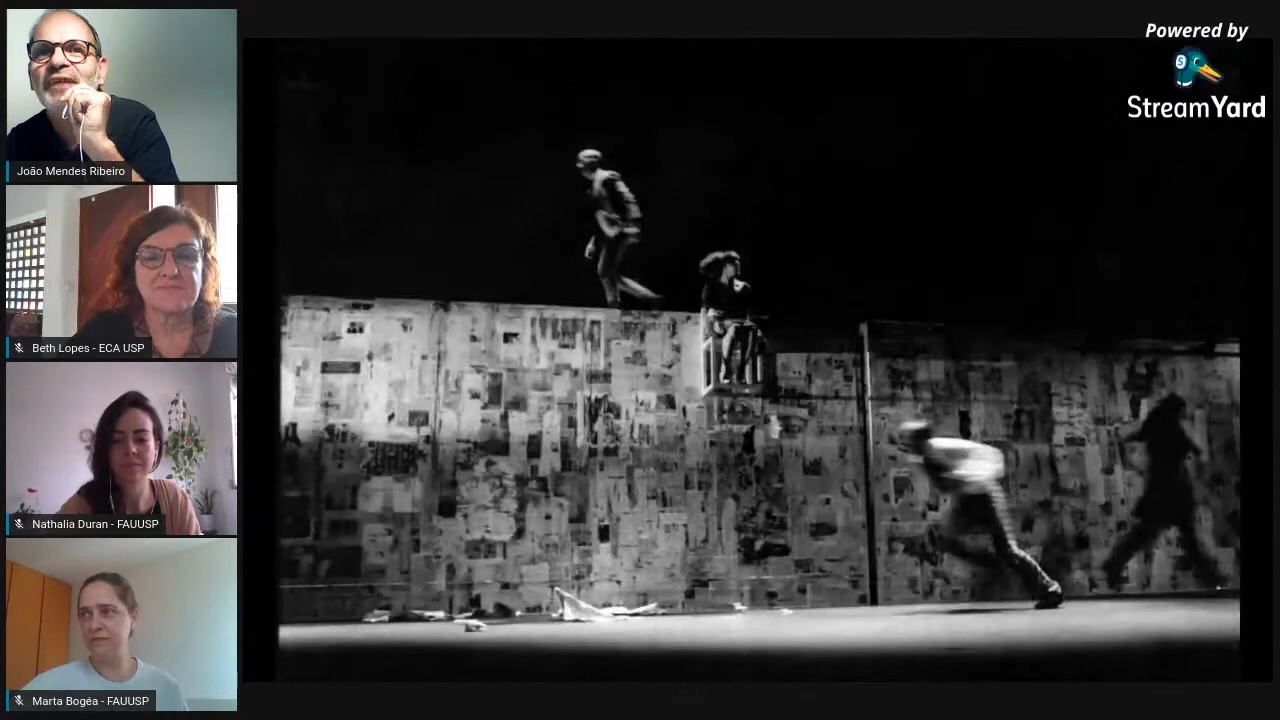 Powered by
StreamYard
João Mendes Ribeiro
Beth Lopes - ECA USP
Nathalia Duran - FAUUSP
Marta Bogéa - FAUUSP